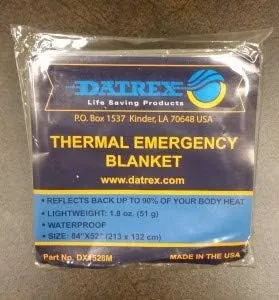 DATREX
Life Saving Products
P.O. Box 1537 Kinder, LA 70648 USA
THERMAL EMERGENCY
BLANKET
www.datrex.com
• REFLECTS BACK UP TO 90% OF YOUR BODY HEAT
• LIGHTWEIGHT: 1.8 oz. (51 g)
• WATERPROOF
• SIZE: 84"X52" (213 x 132 cm)
Part No. MADE IN THE USA